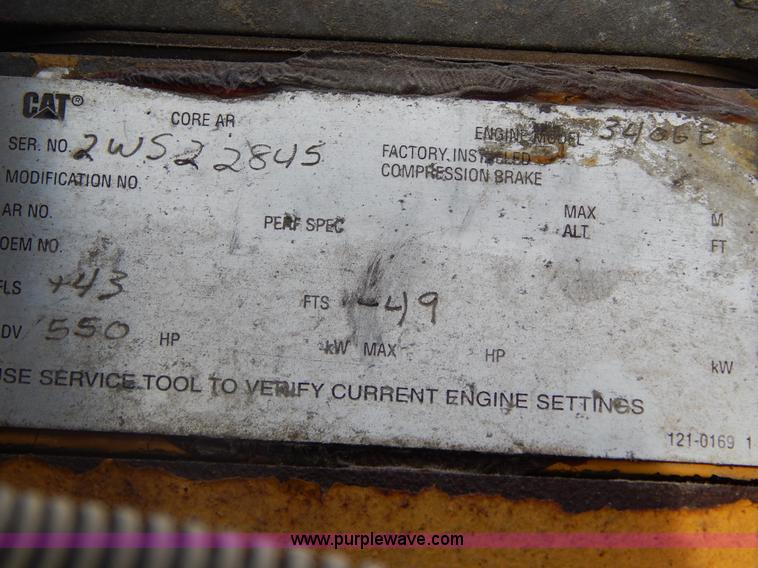 CAT®
CORE AR
ENGINE MODEL 3406E
SER. NO. 2WS22845
FACTORY INSTALLED
COMPRESSION BRAKE
MODIFICATION NO.
AR NO.
PERF SPEC
MAX
ALT.
M
FT
OEM NO.
FLS +43
FTS -49
ADV 550 HP
kW MAX
HP
kW
USE SERVICE TOOL TO VERIFY CURRENT ENGINE SETTINGS
121-0169 1
www.purplewave.com